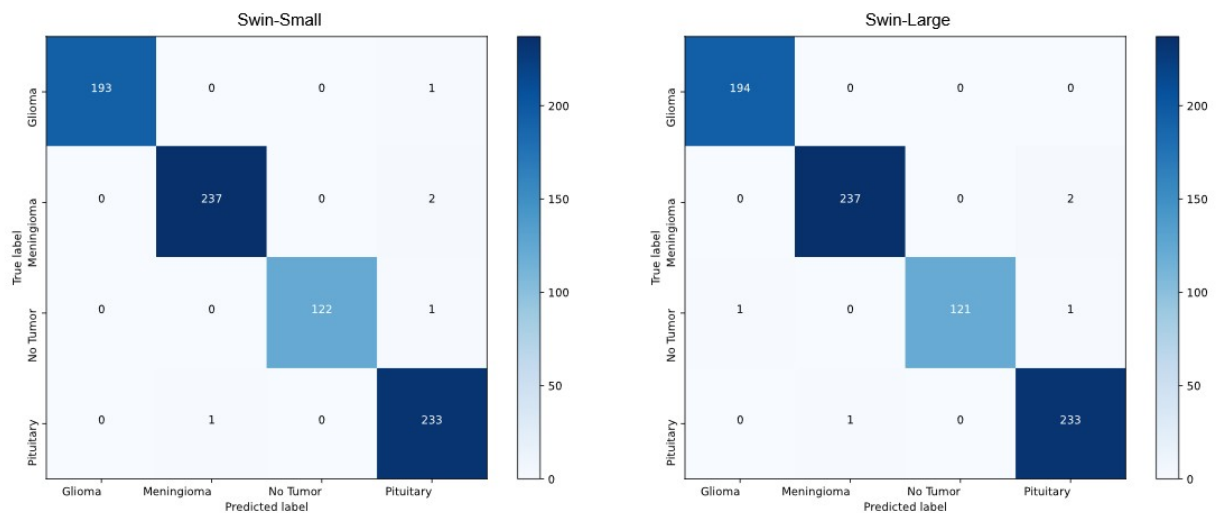 Swin-Small
Glioma
Meningioma
No Tumor
Pituitary
True label
193 0 0 1
0 237 0 2
0 0 122 1
0 1 0 233
Glioma Meningioma No Tumor Pituitary
Predicted label
200
150
100
50
0
Swin-Large
Glioma
Meningioma
No Tumor
Pituitary
True label
194 0 0 0
0 237 0 2
1 0 121 1
0 1 0 233
Glioma Meningioma No Tumor Pituitary
Predicted label
200
150
100
50
0